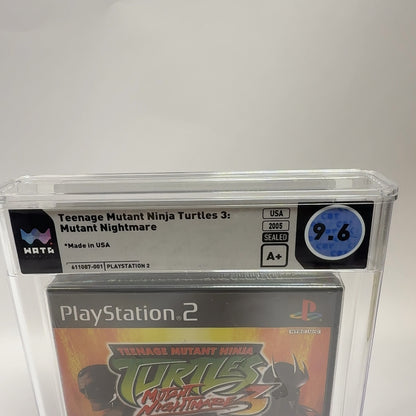 WATA
Teenage Mutant Ninja Turtles 3:
Mutant Nightmare
*Made in USA
611087-001 PLAYSTATION 2
USA
2005
SEALED
A+
9.6
PlayStation 2
TEENAGE MUTANT NINJA
TURTLES 3
MUTANT NIGHTMARE